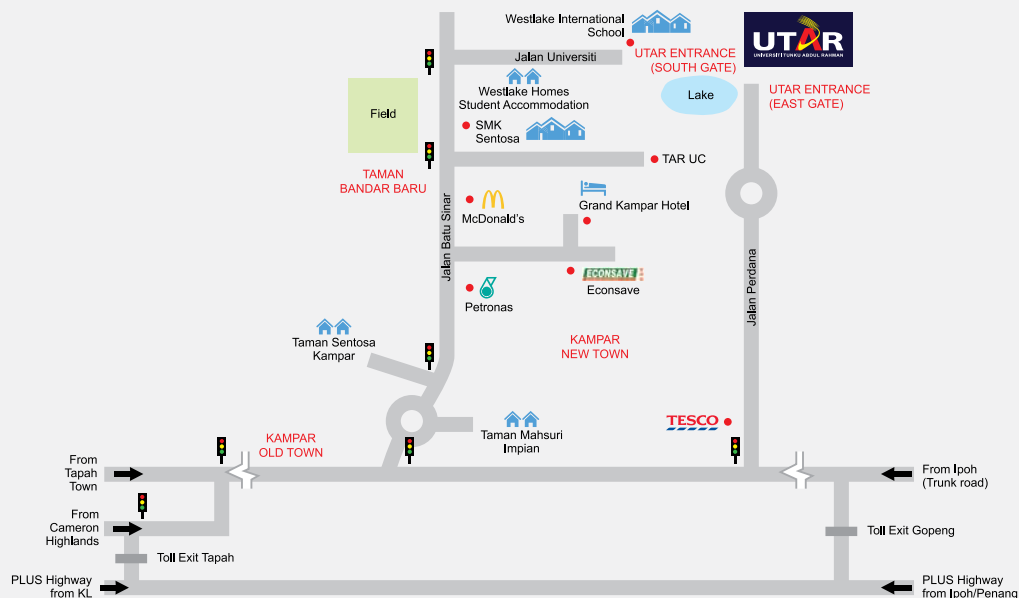 Westlake International
School
UTAR
UNIVERSITI TUNKU ABDUL RAHMAN
Jalan Universiti
UTAR ENTRANCE
(SOUTH GATE)
UTAR ENTRANCE
(EAST GATE)
Lake
Westlake Homes
Student Accommodation
Field
SMK
Sentosa
TAR UC
TAMAN
BANDAR BARU
McDonald's
Grand Kampar Hotel
Jalan Batu Sinar
Jalan Perdana
ECONSAVE
Econsave
Petronas
Taman Sentosa
Kampar
KAMPAR
NEW TOWN
TESCO
Taman Mahsuri
Impian
KAMPAR
OLD TOWN
From
Tapah
Town
From Ipoh
(Trunk road)
From
Cameron
Highlands
Toll Exit Tapah
Toll Exit Gopeng
PLUS Highway
from KL
PLUS Highway
from Ipoh/Penang